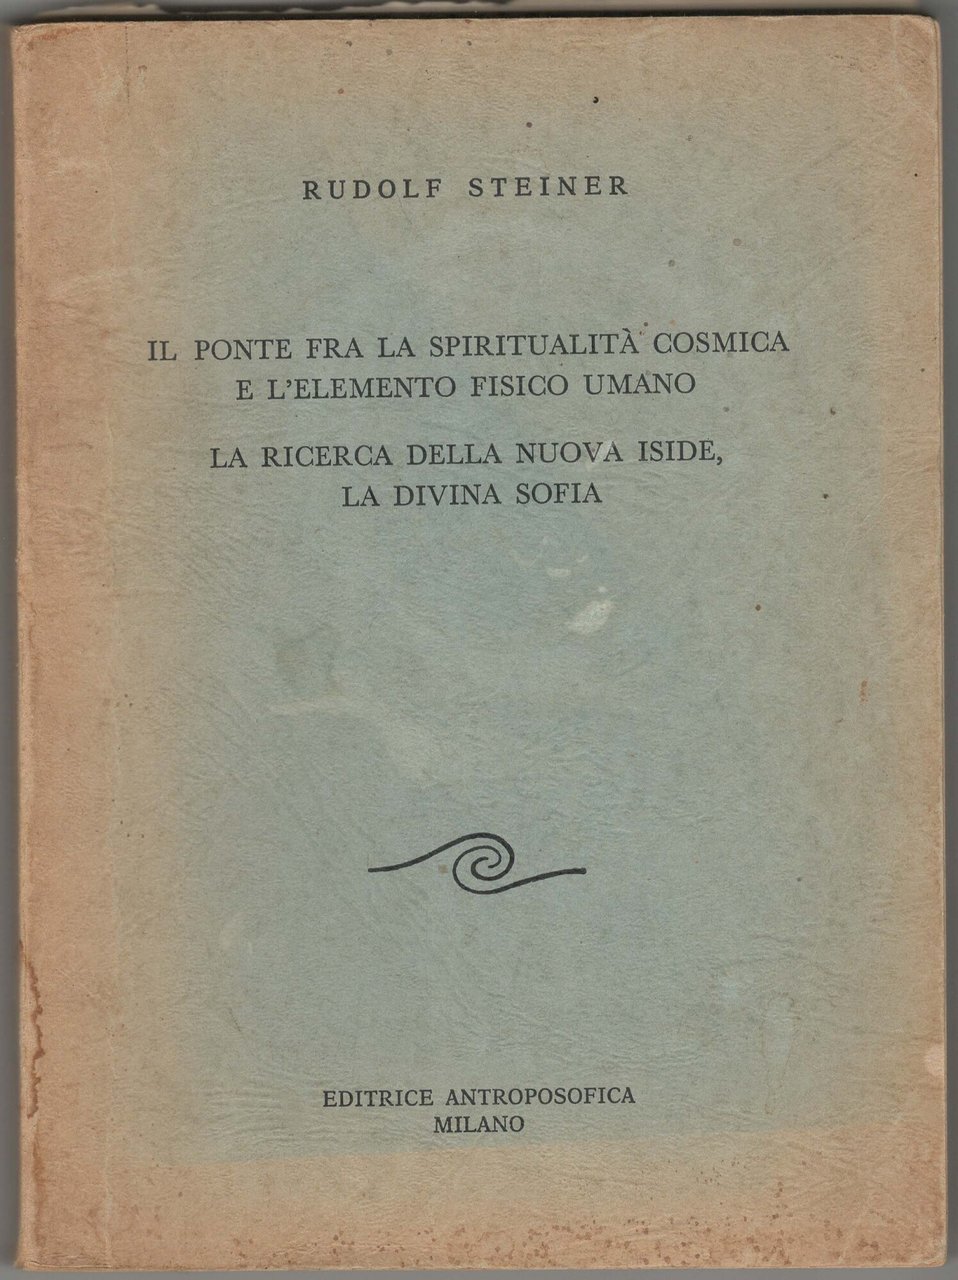 RUDOLF STEINER
IL PONTE FRA LA SPIRITUALITÀ COSMICA
E L'ELEMENTO FISICO UMANO
LA RICERCA DELLA NUOVA ISIDE,
LA DIVINA SOFIA
EDITRICE ANTROPOSOFICA
MILANO